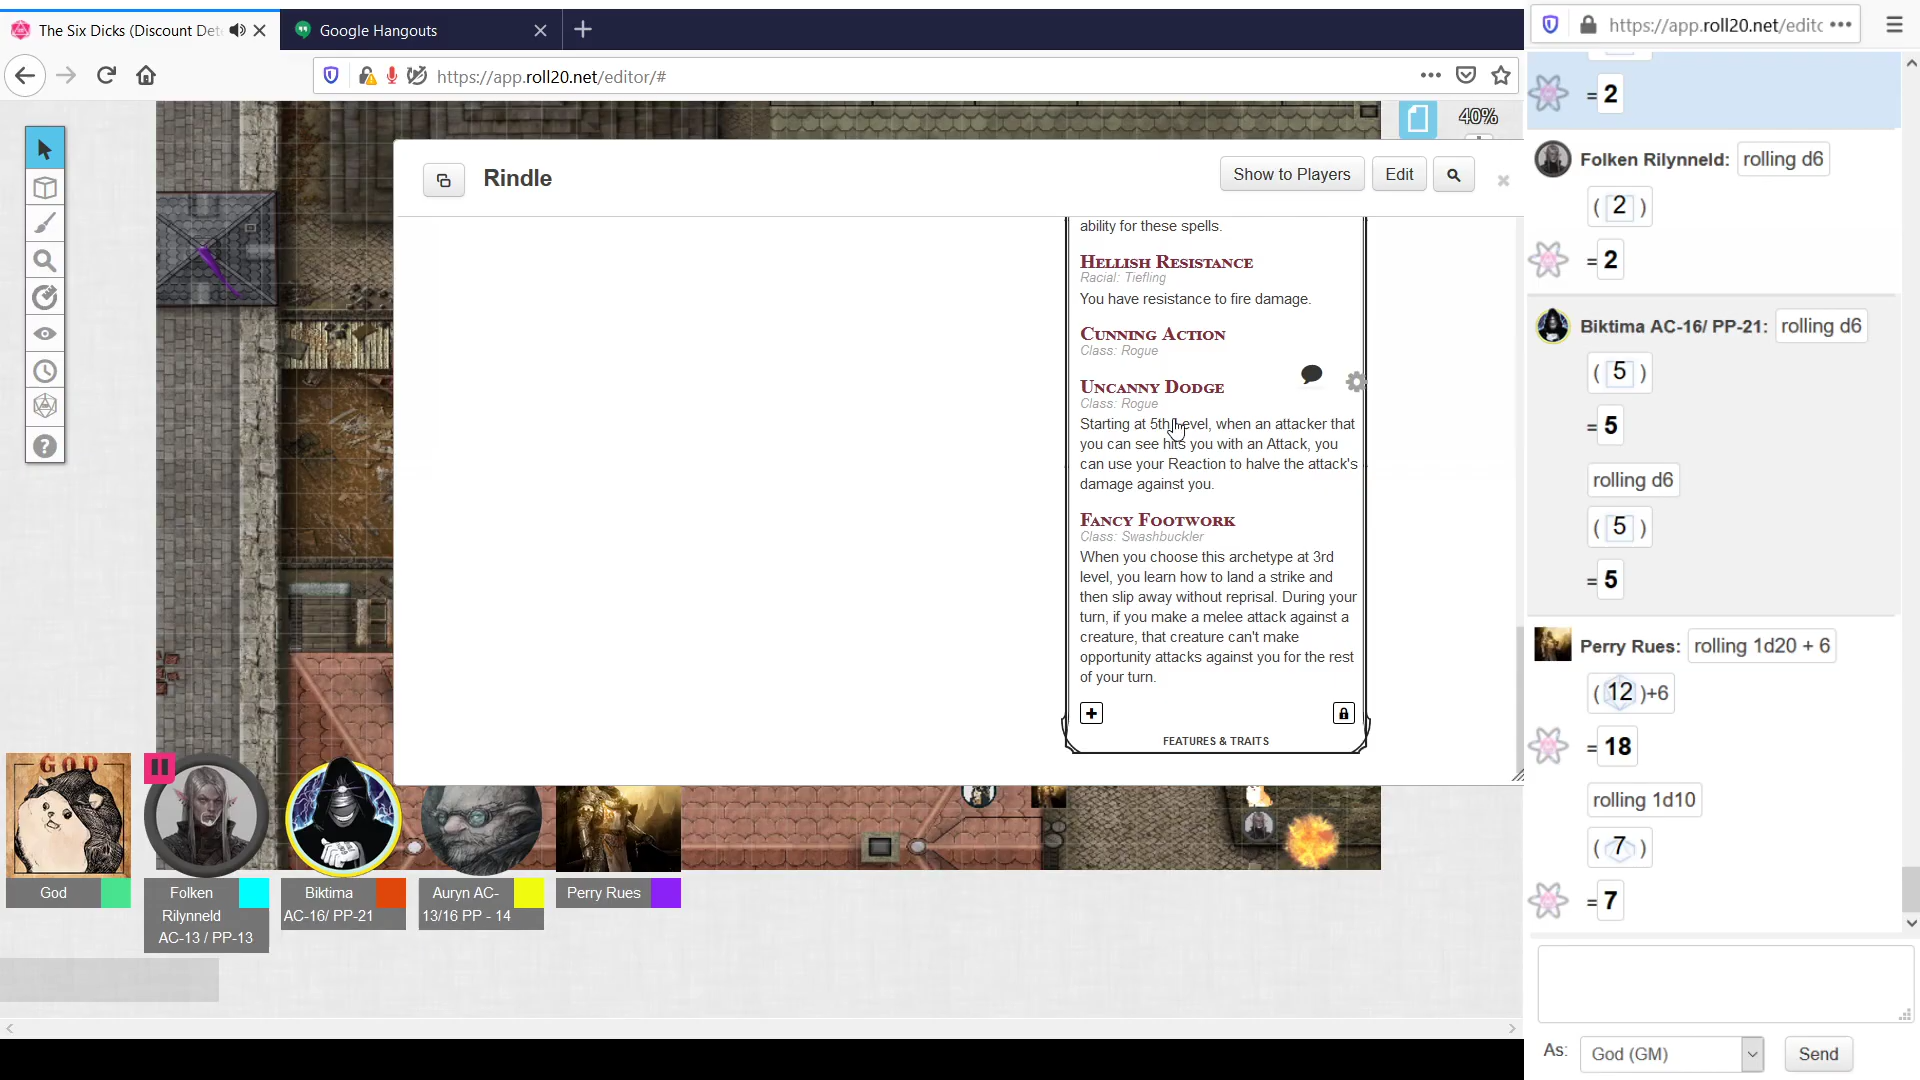 The Six Dicks (Discount Det
Google Hangouts
https://app.roll20.net/editor/#
https://app.roll20.net/editc
40%
Rindle
Show to Players
Edit
ability for these spells.
Hellish Resistance
Racial: Tiefling
You have resistance to fire damage.
Cunning Action
Class: Rogue
Uncanny Dodge
Class: Rogue
Starting at 5th level, when an attacker that
you can see hits you with an Attack, you
can use your Reaction to halve the attack's
damage against you.
Fancy Footwork
Class: Swashbuckler
When you choose this archetype at 3rd
level, you learn how to land a strike and
then slip away without reprisal. During your
turn, if you make a melee attack against a
creature, that creature can't make
opportunity attacks against you for the rest
of your turn.
FEATURES & TRAITS
GOD
God
Folken
Rilynneld
AC-13 / PP-13
Biktima
AC-16/ PP-21
Auryn AC-
13/16 PP - 14
Perry Rues
=2
Folken Rilynneld: rolling d6
(2)
=2
Biktima AC-16/ PP-21: rolling d6
(5)
=5
rolling d6
(5)
=5
Perry Rues: rolling 1d20 + 6
(12)+6
=18
rolling 1d10
(7)
=7
As: God (GM)
Send